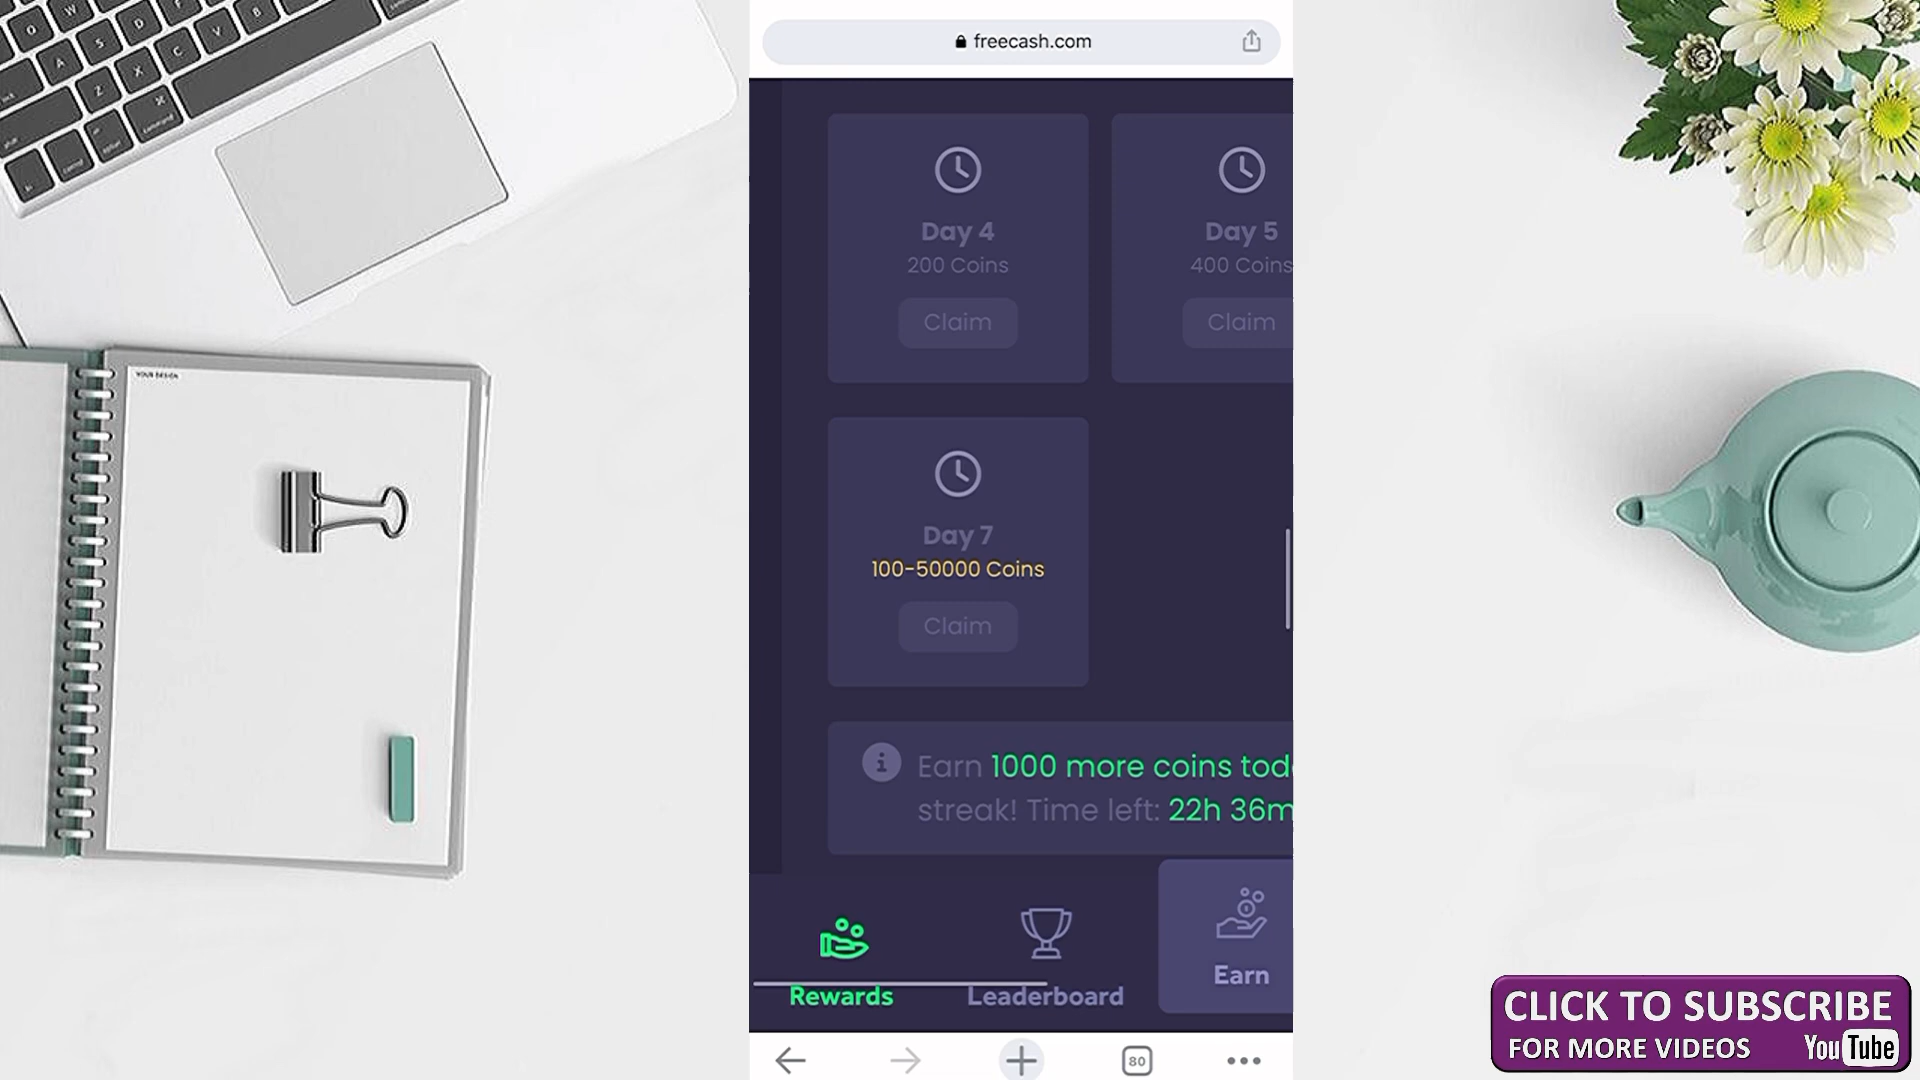 freecash.com
Day 4
200 Coins
Claim
Day 5
400 Coins
Claim
Day 7
100-50000 Coins
Claim
Earn 1000 more coins
streak! Time left: 22h 36m
Rewards
Leaderboard
Earn
80
YOUR DESIGN
CLICK TO SUBSCRIBE
FOR MORE VIDEOS YouTube